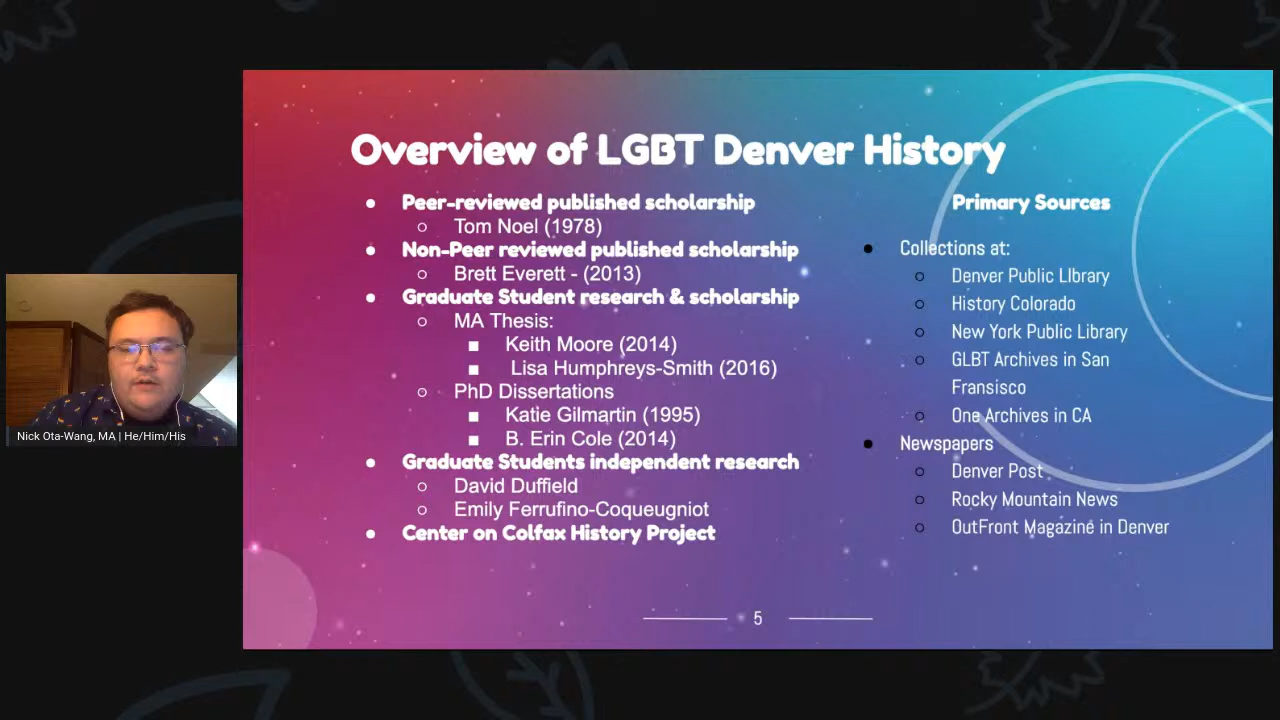 Overview of LGBT Denver History
Peer-reviewed published scholarship
Tom Noel (1978)
Non-Peer reviewed published scholarship
Brett Everett - (2013)
Graduate Student research & scholarship
MA Thesis:
Keith Moore (2014)
Lisa Humphreys-Smith (2016)
PhD Dissertations
Katie Gilmartin (1995)
B. Erin Cole (2014)
Graduate Students independent research
David Duffield
Emily Ferrufino-Coqueugniot
Center on Colfax History Project
Primary Sources
Collections at:
Denver Public LIbrary
History Colorado
New York Public Library
GLBT Archives in San
Fransisco
One Archives in CA
Newspapers
Denver Post
Rocky Mountain News
OutFront Magazine in Denver
5
Nick Ota-Wang, MA | He/Him/His